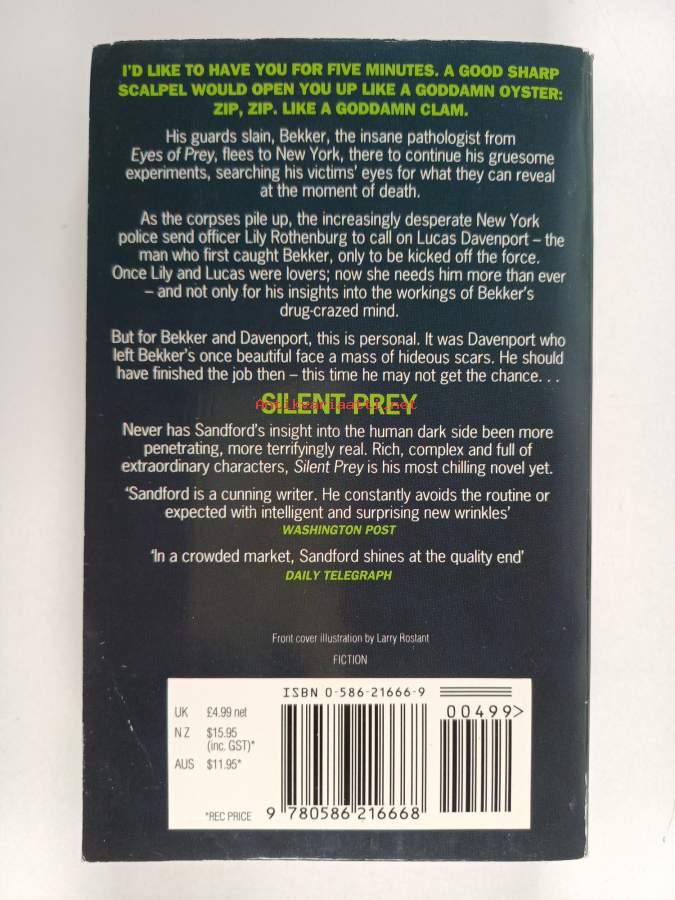 I'D LIKE TO HAVE YOU FOR FIVE MINUTES. A GOOD SHARP
SCALPEL WOULD OPEN YOU UP LIKE A GODDAMN OYSTER:
ZIP, ZIP. LIKE A GODDAMN CLAM.
His guards slain, Bekker, the insane pathologist from
Eyes of Prey, flees to New York, there to continue his gruesome
experiments, searching his victims' eyes for what they can reveal
at the moment of death.
As the corpses pile up, the increasingly desperate New York
police send officer Lily Rothenburg to call on Lucas Davenport – the
man who first caught Bekker, only to be kicked off the force.
Once Lily and Lucas were lovers; now she needs him more than ever
– and not only for his insights into the workings of Bekker's
drug-crazed mind.
But for Bekker and Davenport, this is personal. It was Davenport who
left Bekker's once beautiful face a mass of hideous scars. He should
have finished the job then – this time he may not get the chance. . .
SILENT PREY
Antikvariaatti.net
Never has Sandford's insight into the human dark side been more
penetrating, more terrifyingly real. Rich, complex and full of
extraordinary characters, Silent Prey is his most chilling novel yet.
'Sandford is a cunning writer. He constantly avoids the routine or
expected with intelligent and surprising new wrinkles'
WASHINGTON POST
'In a crowded market, Sandford shines at the quality end'
DAILY TELEGRAPH
Front cover illustration by Larry Rostant
FICTION
ISBN 0-586-21666-9
00499>
UK £4.99 net
NZ $15.95
(inc. GST)*
AUS $11.95*
*REC PRICE
9 780586 216668